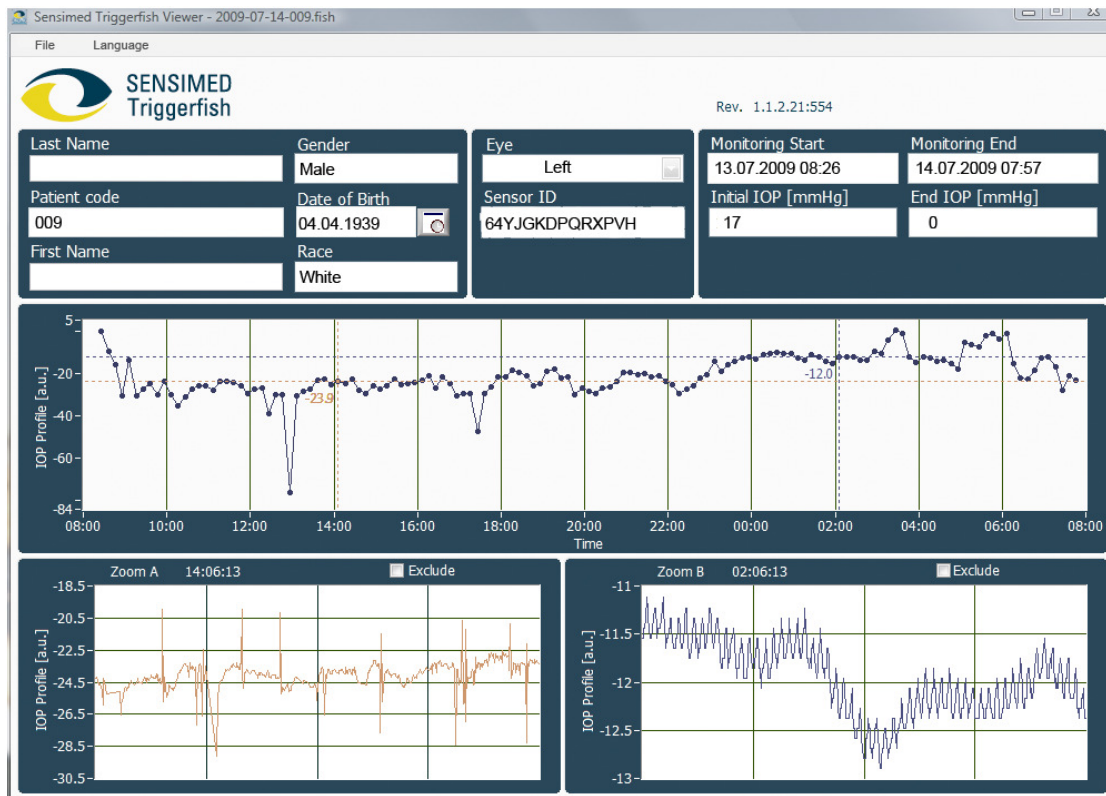 Sensimed Triggerfish Viewer - 2009-07-14-009.fish
File Language
SENSIMED
Triggerfish
Rev. 1.1.2.21:554
Last Name
Gender
Male
Patient code
009
Date of Birth
04.04.1939
First Name
Race
White
Eye
Left
Sensor ID
64YJGKDPQRXPVH
Monitoring Start
13.07.2009 08:26
Monitoring End
14.07.2009 07:57
Initial IOP [mmHg]
17
End IOP [mmHg]
0
IOP Profile [a.u.]
5
-20
-40
-60
-84
-23.9
-12.0
08:00 10:00 12:00 14:00 16:00 18:00 20:00 22:00 00:00 02:00 04:00 06:00 08:00
Time
Zoom A 14:06:13 Exclude
IOP Profile [a.u.]
-18.5
-20.5
-22.5
-24.5
-26.5
-28.5
-30.5
Zoom B 02:06:13 Exclude
IOP Profile [a.u.]
-11
-11.5
-12
-12.5
-13